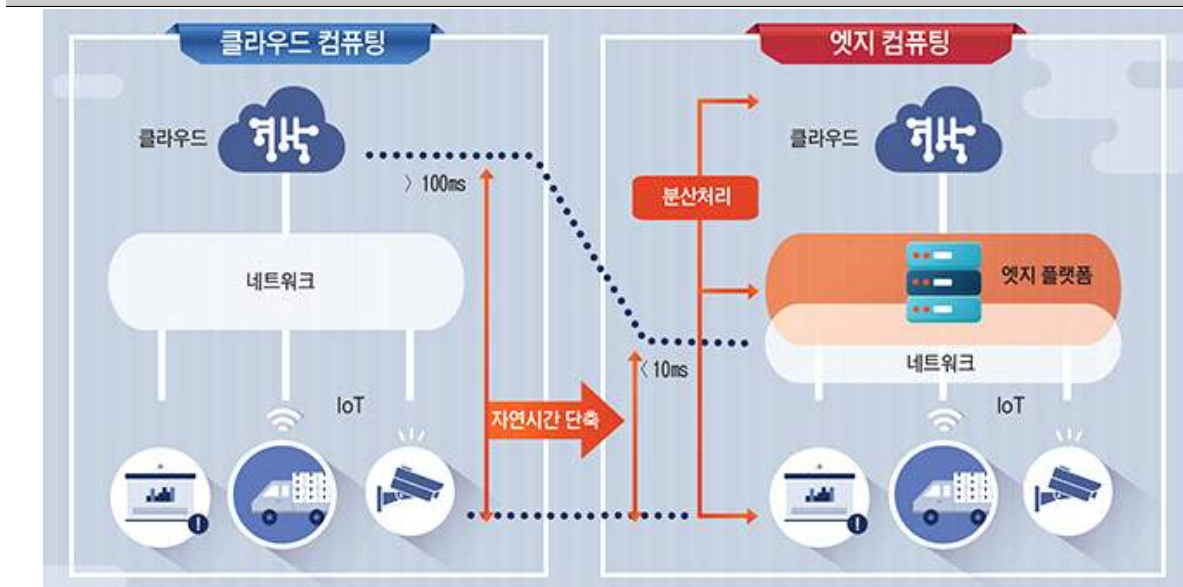 클라우드 컴퓨팅
엣지 컴퓨팅
클라우드
> 100ms
네트워크
IoT
자연시간 단축
< 10ms
분산처리
클라우드
엣지 플랫폼
네트워크
IoT